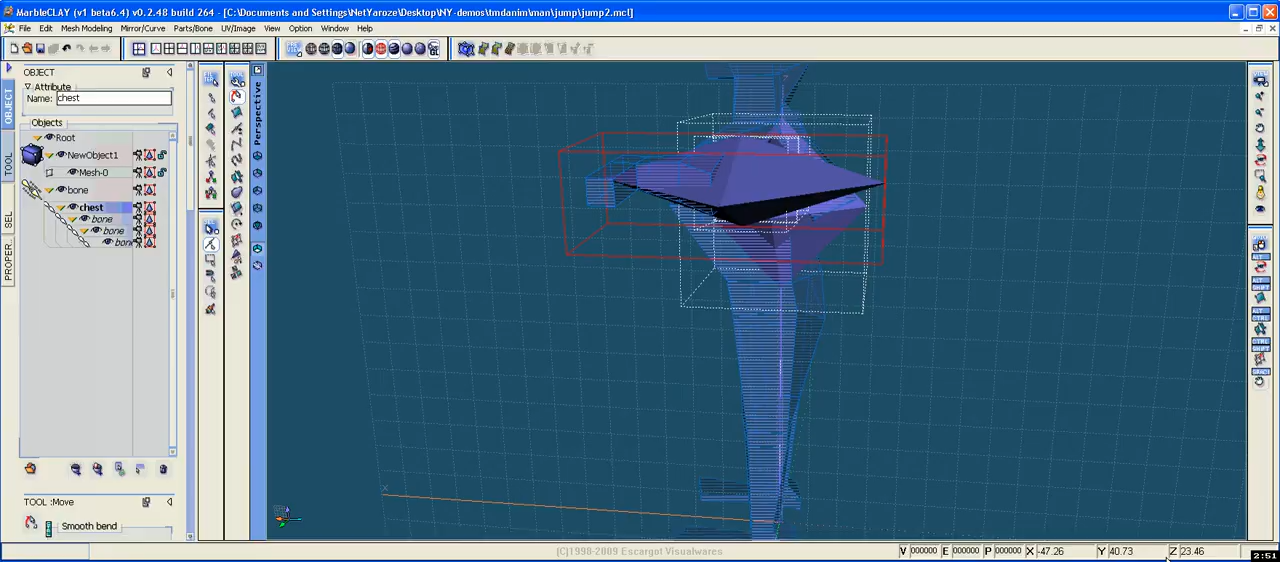 MarbleCLAY (v1 beta6.4) v0.2.48 build 264 - [C:\Documents and Settings\NetYaroze\Desktop\NY-demos\tmdanim\man\jump\jump2.mcl]
File Edit Mesh Modeling Mirror/Curve Parts/Bone UV/Image View Option Window Help
OBJECT
Attribute
Name: chest
Objects
Root
NewObject1
Mesh-0
bone
chest
bone
bone
bone
TOOL :Move
Smooth bend
OBJECT
TOOL
SEL
PROPER.
Perspective
X
(C)1998-2009 Escargot Visualwares
V 000000 E 000000 P 000000 X -47.26 Y 40.73 Z 23.46
2:51